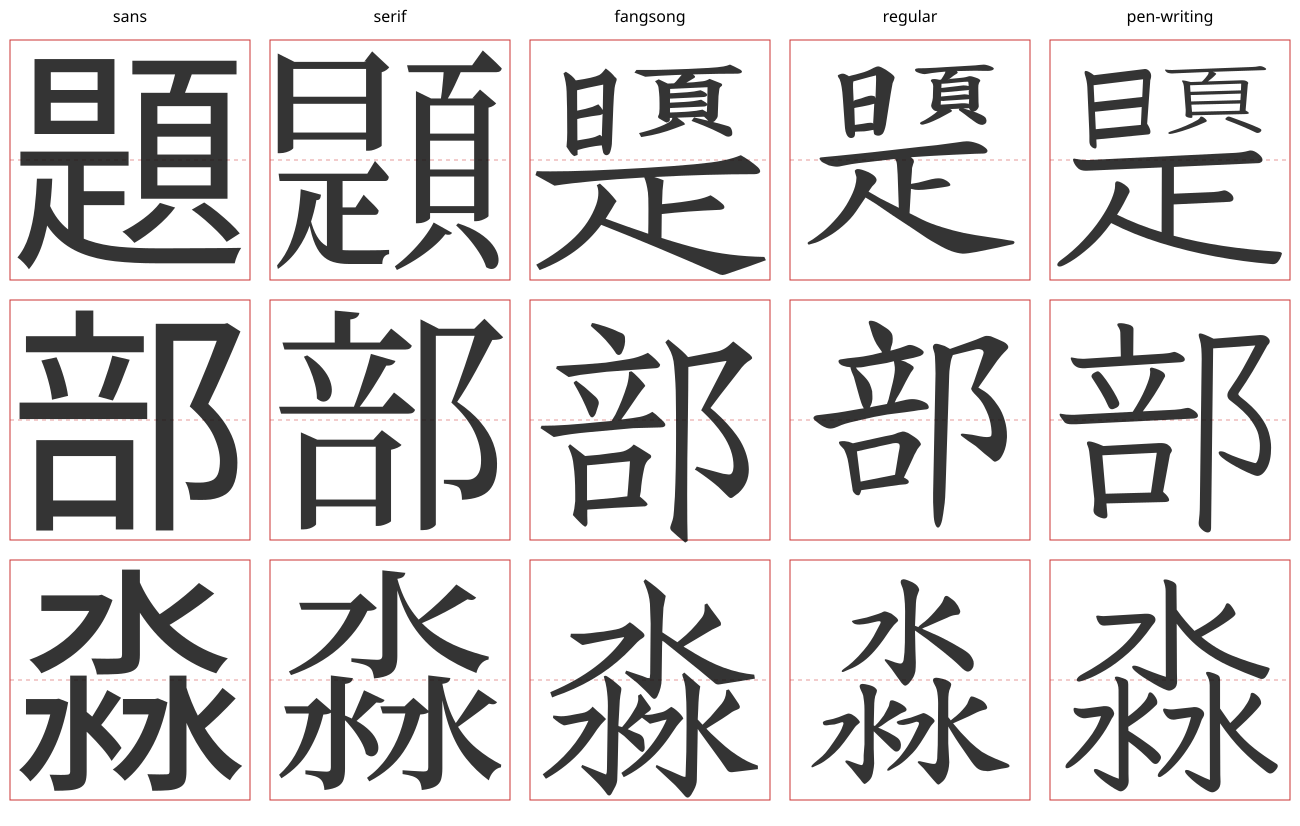 sans serif fangsong regular pen-writing
題 題 題 題 題
部 部 部 部 部
淼 淼 淼 淼 淼